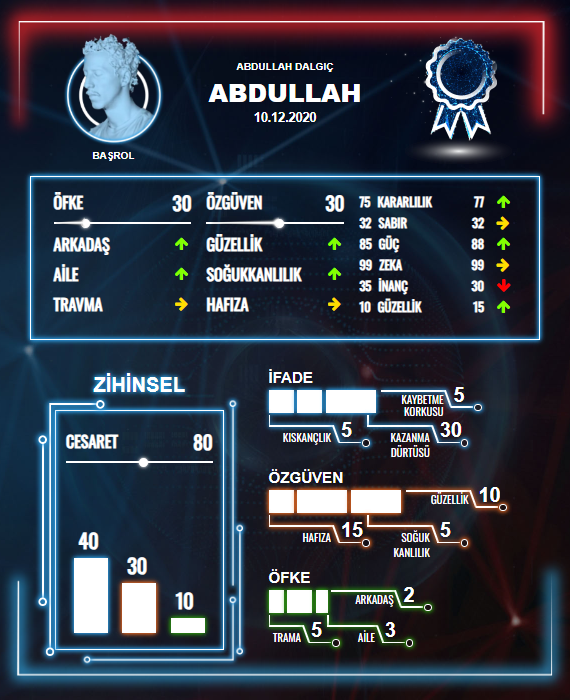 ABDULLAH DALGIÇ
ABDULLAH
10.12.2020
BAŞROL
ÖFKE 30
ARKADAŞ
AİLE
TRAVMA
ÖZGÜVEN 30
GÜZELLİK
SOĞUKKANLILIK
HAFIZA
75 KARARLILIK 77
32 SABIR 32
85 GÜÇ 88
99 ZEKA 99
35 İNANÇ 30
10 GÜZELLİK 15
ZİHİNSEL
CESARET 80
40
30
10
İFADE
KAYBETME KORKUSU 5
KISKANÇLIK 5
KAZANMA DÜRTÜSÜ 30
ÖZGÜVEN
GÜZELLİK 10
HAFIZA 15
SOĞUK KANLILIK 5
ÖFKE
ARKADAŞ 2
TRAMA 5
AİLE 3